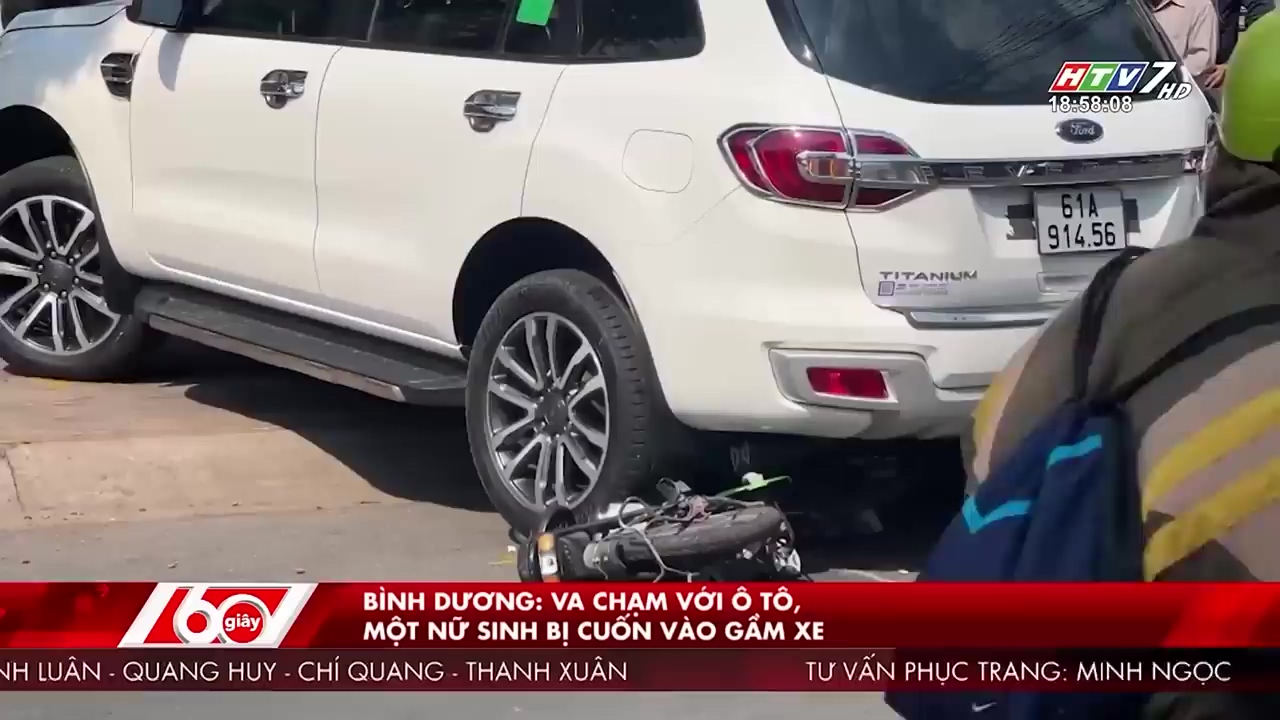 HTV7 HD
18:58:08
Ford
61A
914.56
TITANIUM
60 giây
BÌNH DƯƠNG: VA CHẠM VỚI Ô TÔ,
MỘT NỮ SINH BỊ CUỐN VÀO GẦM XE
NH LUÂN - QUANG HUY - CHÍ QUANG - THANH XUÂN TƯ VẤN PHỤC TRANG: MINH NGỌC